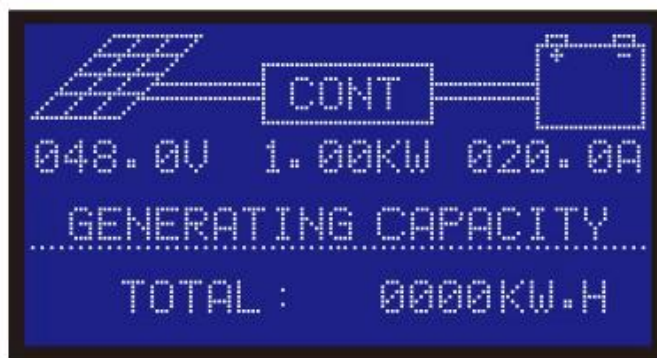 CONT
048.0V 1.00KW 020.0A
GENERATING CAPACITY
TOTAL: 0000KW.H